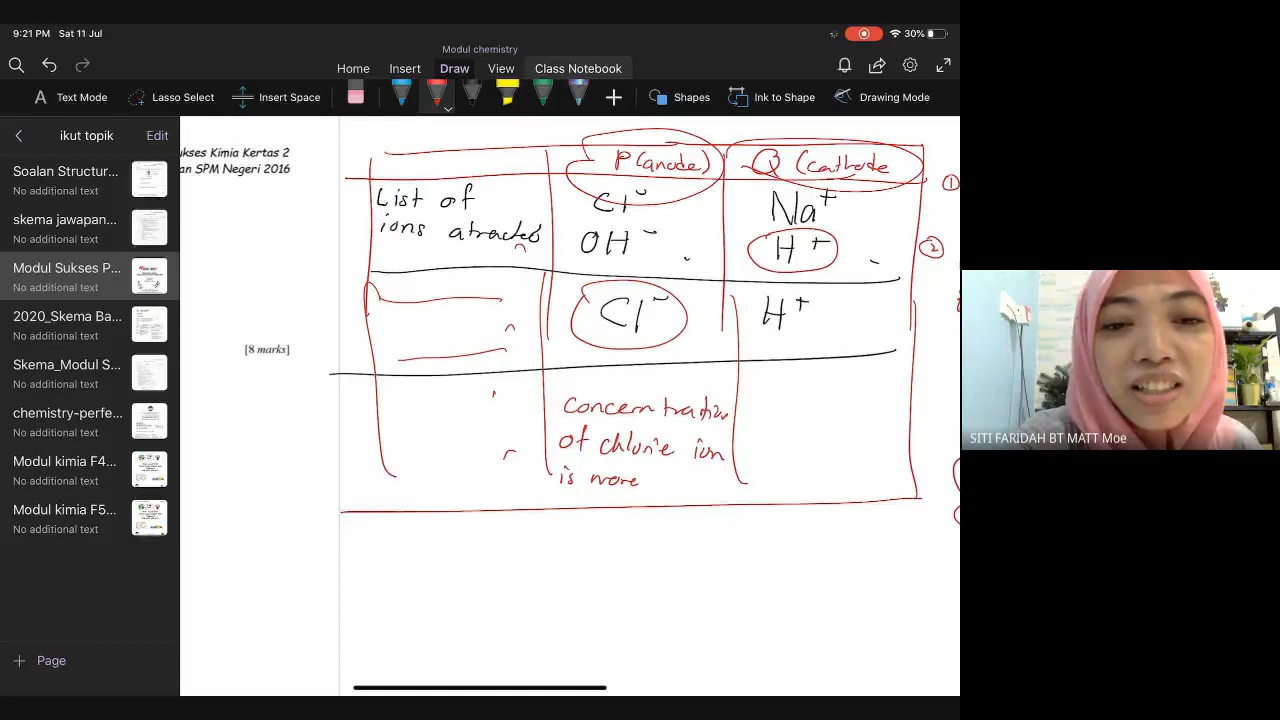 9:21 PM Sat 11 Jul
30%
Modul chemistry
Home Insert Draw View Class Notebook
Text Mode Lasso Select Insert Space Shapes Ink to Shape Drawing Mode
ikut topik Edit
Soalan Structur...
No additional text
skema jawapan...
No additional text
Modul Sukses P...
No additional text
2020_Skema Ba...
No additional text
Skema_Modul S...
No additional text
chemistry-perfe...
No additional text
Modul kimia F4...
No additional text
Modul kimia F5...
No additional text
Page
ukses Kimia Kertas 2
an SPM Negeri 2016
[8 marks]
P (anode) Q (cathode
List of
ions atracted
Cl⁻
OH⁻
Na⁺
H⁺
Cl⁻ H⁺
concerntration
of chlorie ion
is more
1
2
SITI FARIDAH BT MATT Moe